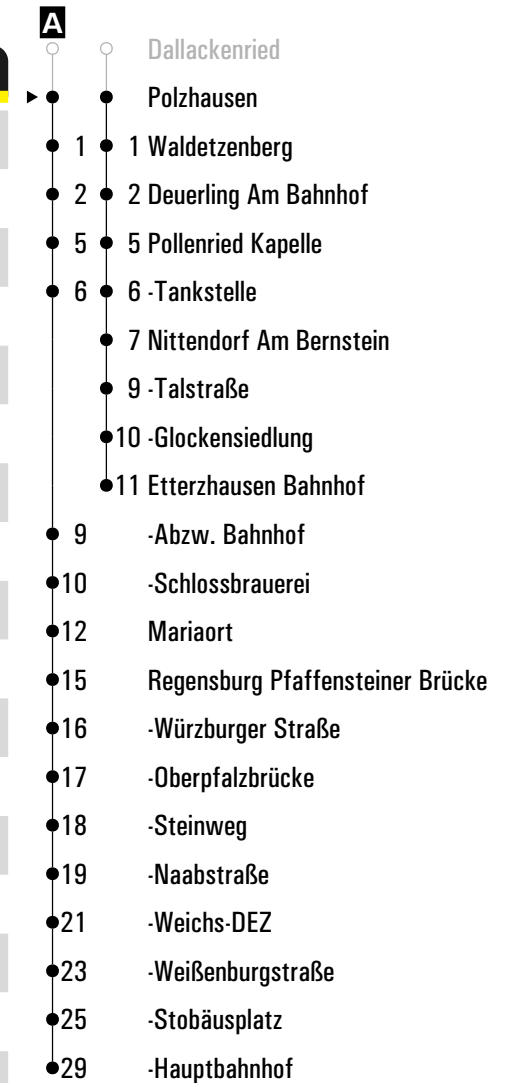 A
Dallackenried
Polzhausen
1 1 Waldetzenberg
2 2 Deuerling Am Bahnhof
5 5 Pollenried Kapelle
6 6 -Tankstelle
7 Nittendorf Am Bernstein
9 -Talstraße
10 -Glockensiedlung
11 Etterzhausen Bahnhof
9 -Abzw. Bahnhof
10 -Schlossbrauerei
12 Mariaort
15 Regensburg Pfaffensteiner Brücke
16 -Würzburger Straße
17 -Oberpfalzbrücke
18 -Steinweg
19 -Naabstraße
21 -Weichs-DEZ
23 -Weißenburgstraße
25 -Stobäusplatz
29 -Hauptbahnhof